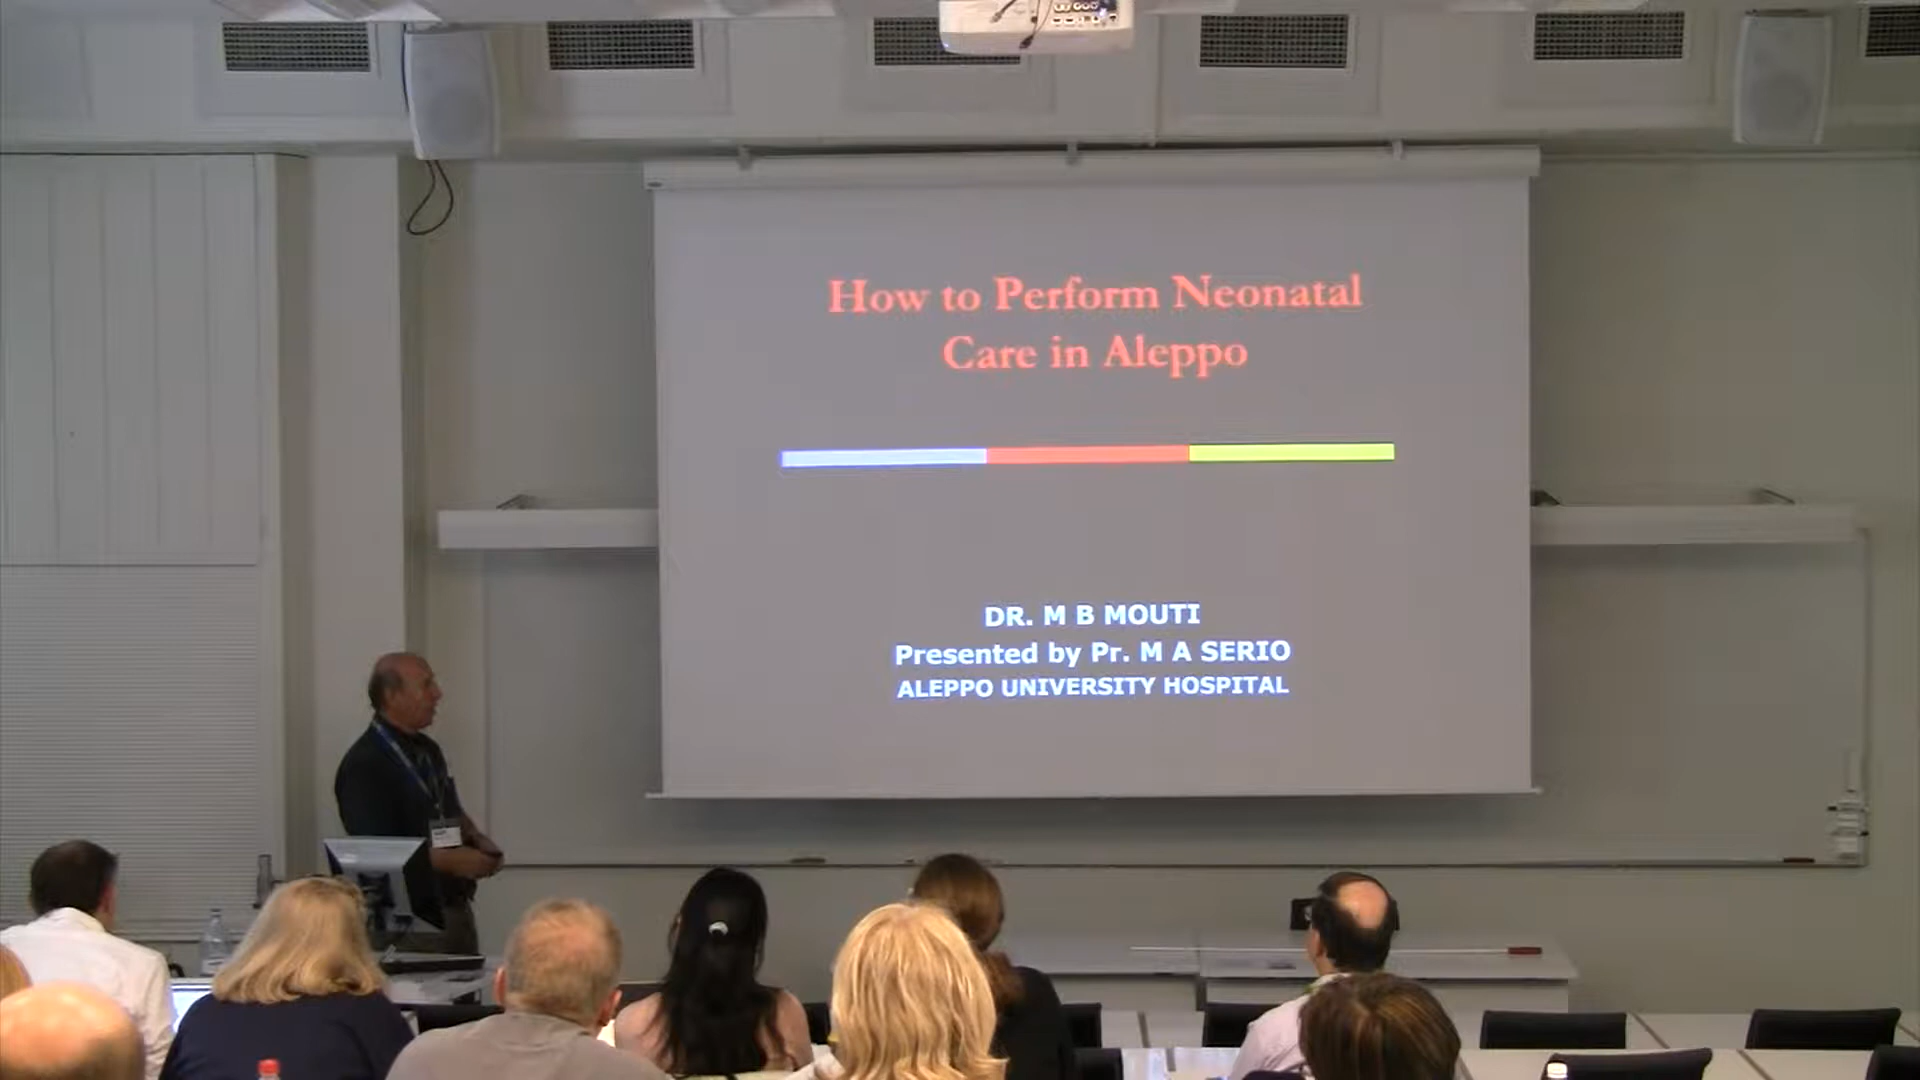 How to Perform Neonatal
Care in Aleppo
DR. M B MOUTI
Presented by Pr. M A SERIO
ALEPPO UNIVERSITY HOSPITAL